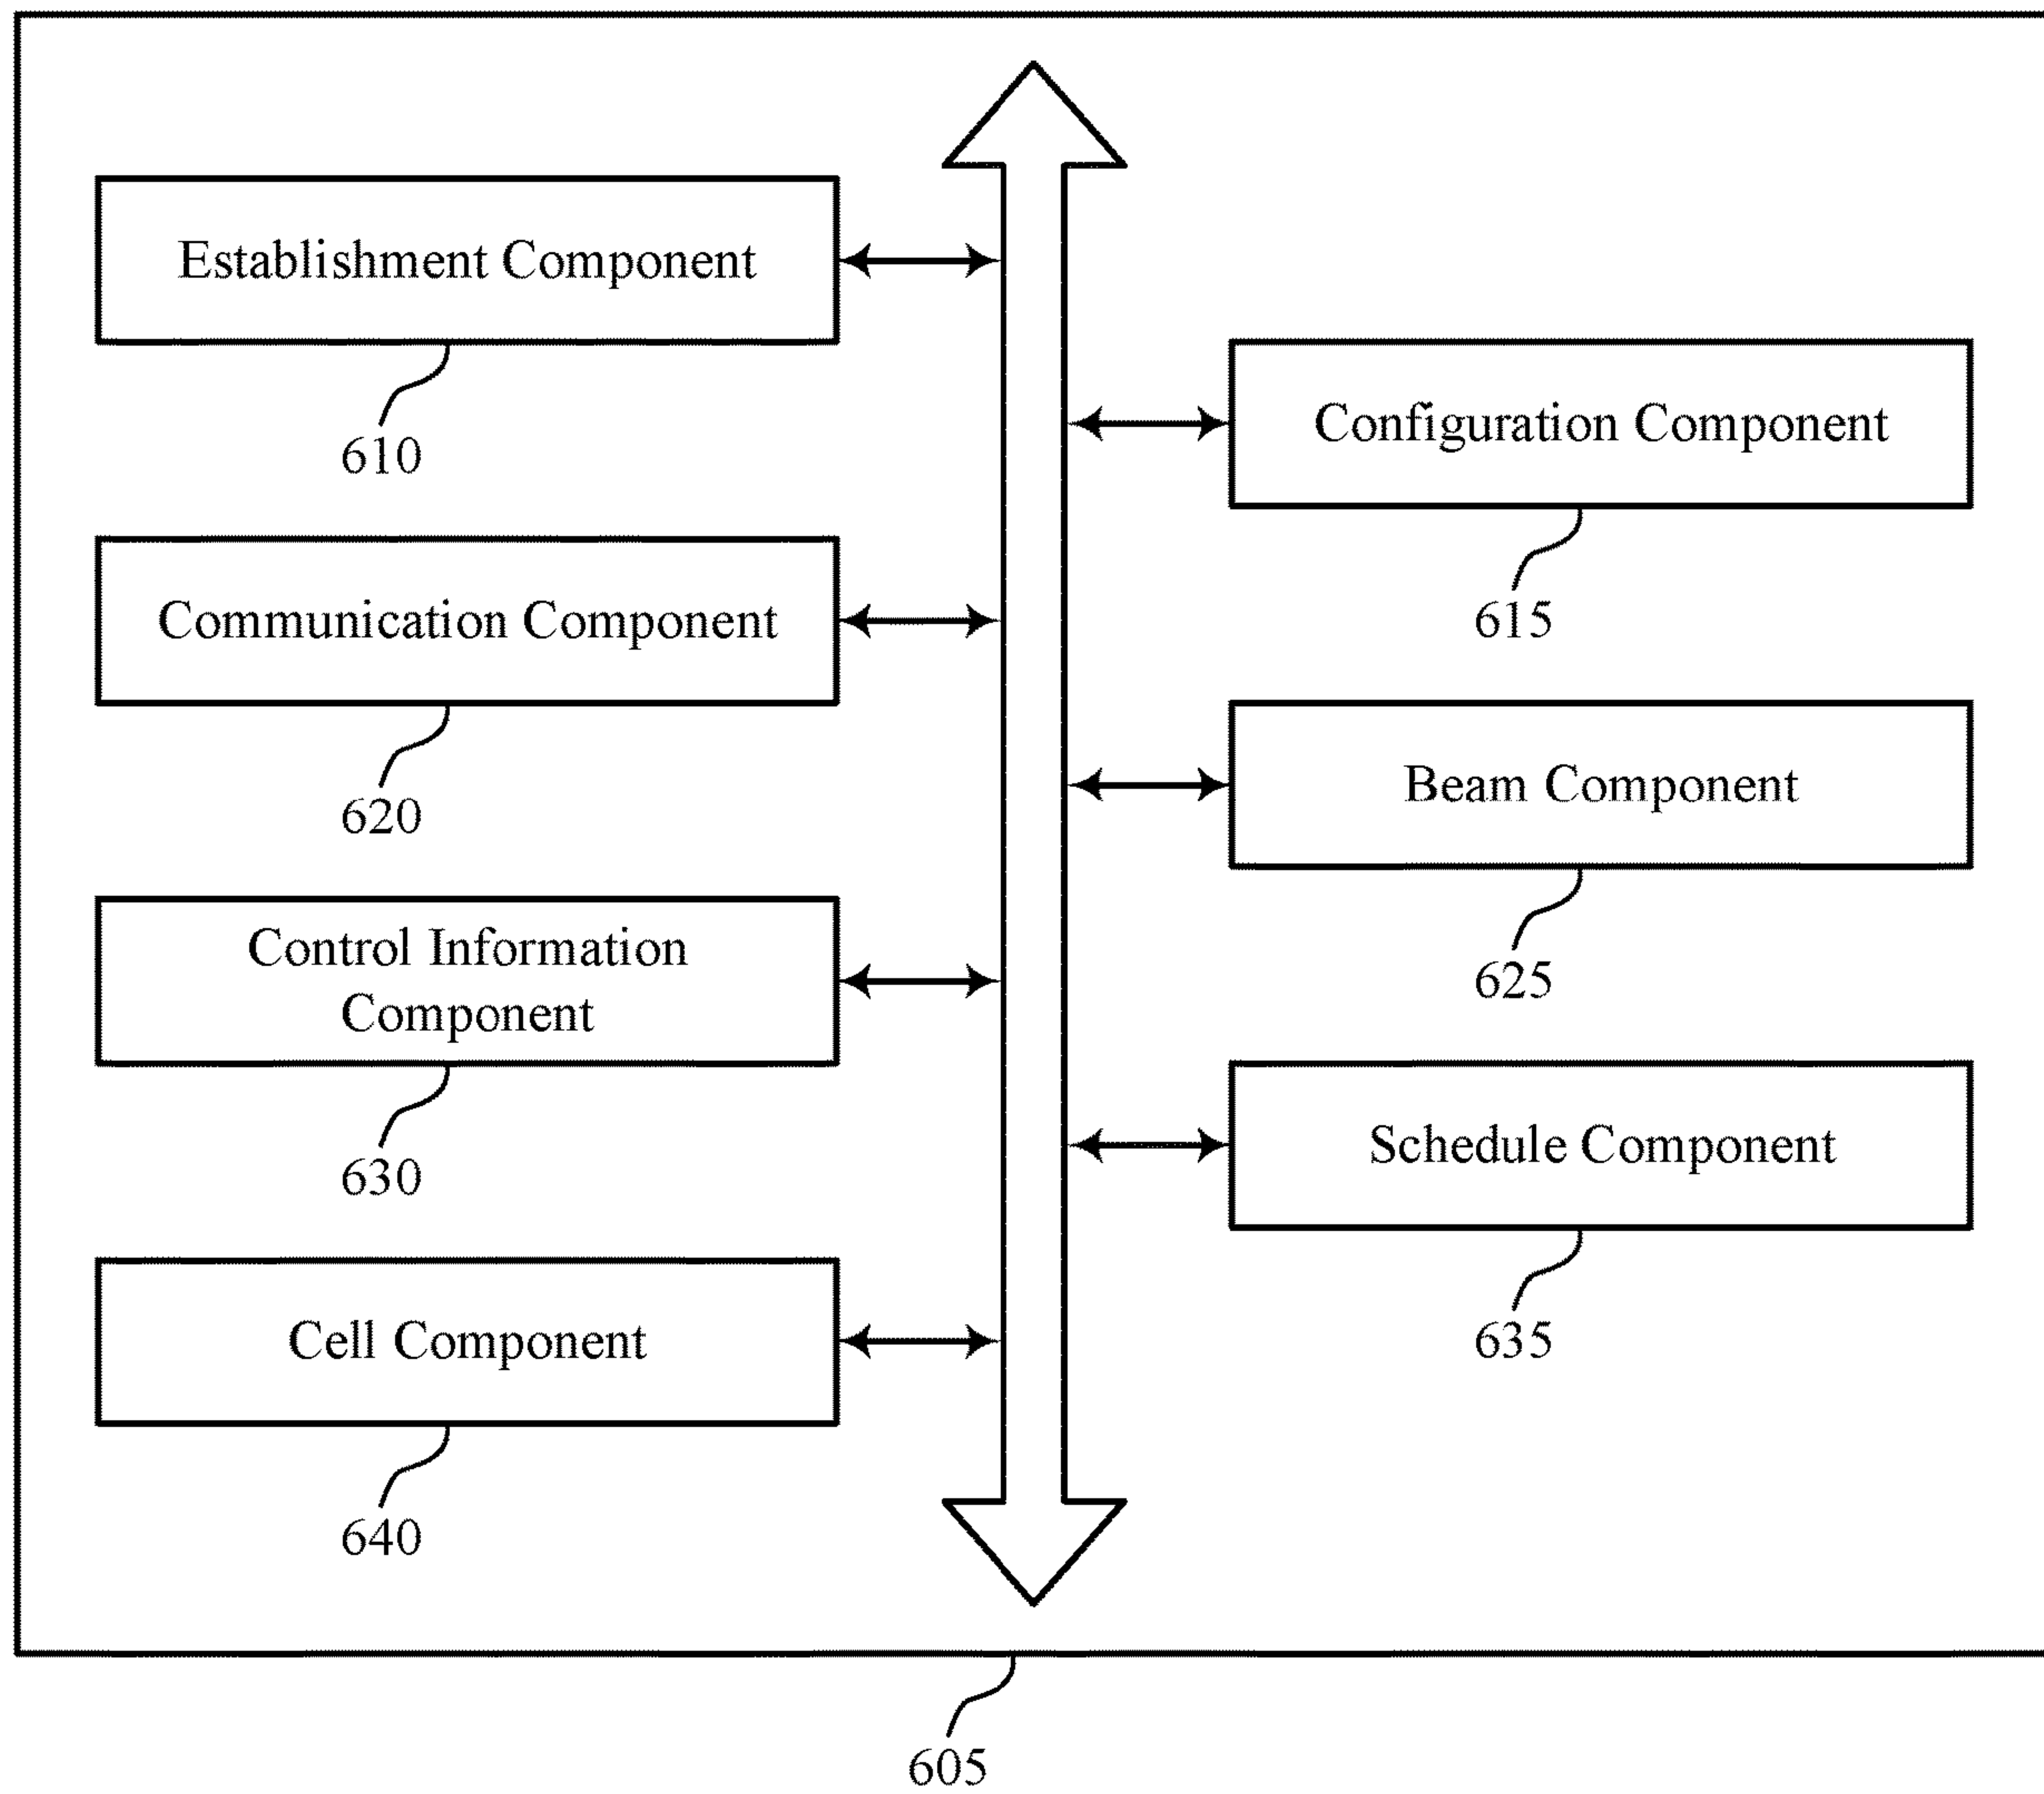 Establishment Component
610
Configuration Component
615
Communication Component
620
Beam Component
625
Control Information
Component
630
Schedule Component
635
Cell Component
640
605